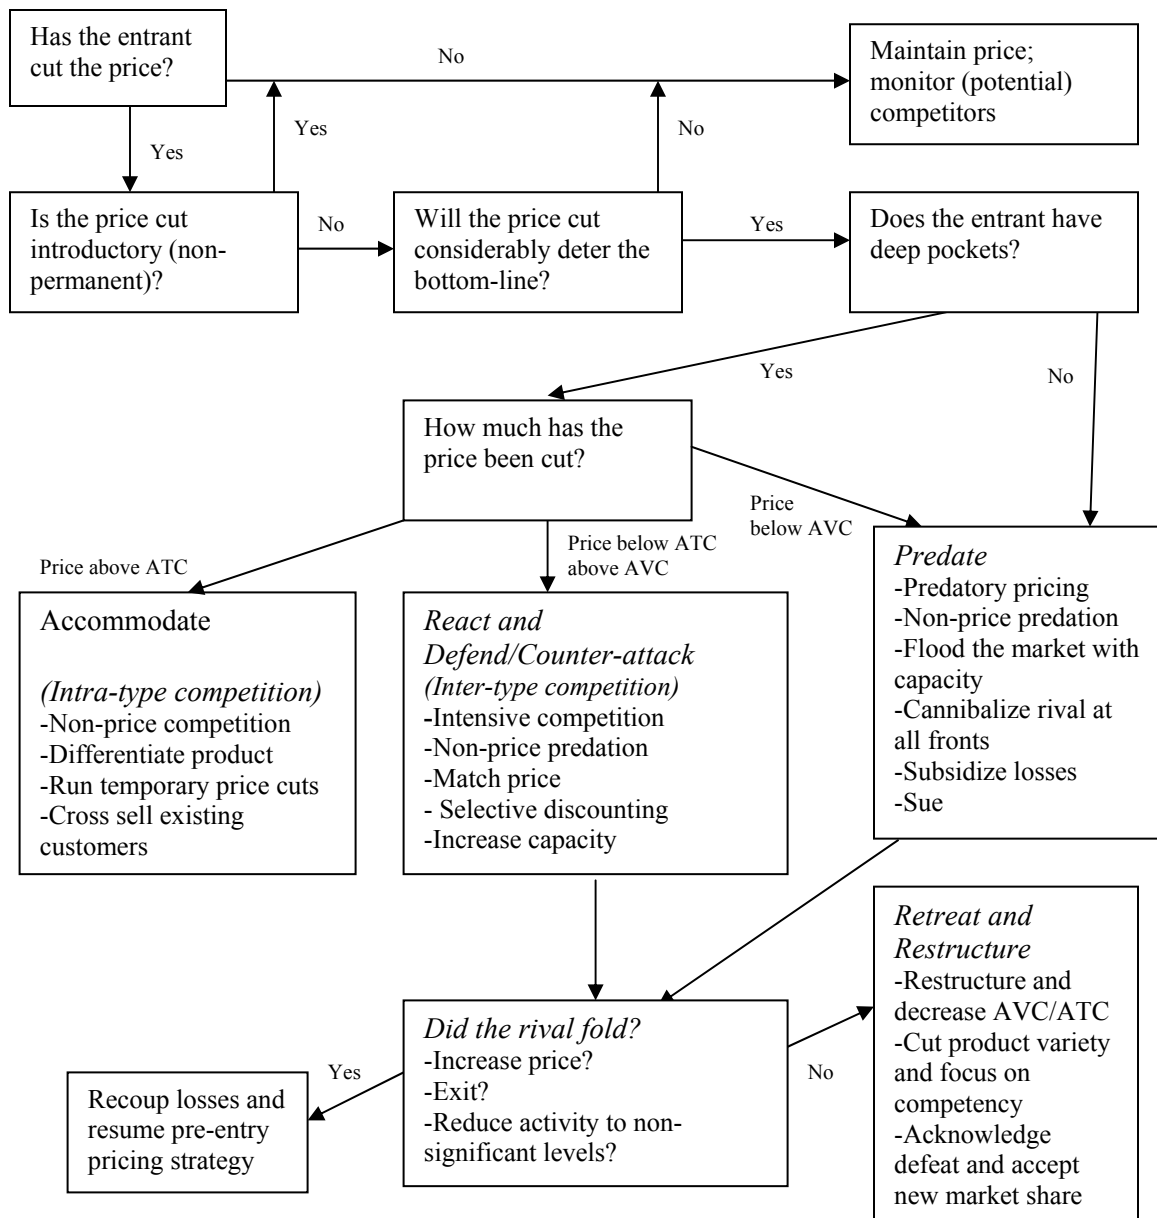 Has the entrant
cut the price?
No
Maintain price;
monitor (potential)
competitors
Yes
Yes
No
Is the price cut
introductory (non-
permanent)?
No
Will the price cut
considerably deter the
bottom-line?
Yes
Does the entrant have
deep pockets?
Yes
No
How much has the
price been cut?
Price
below AVC
Price above ATC
Price below ATC
above AVC
Accommodate
(Intra-type competition)
-Non-price competition
-Differentiate product
-Run temporary price cuts
-Cross sell existing
customers
React and
Defend/Counter-attack
(Inter-type competition)
-Intensive competition
-Non-price predation
-Match price
- Selective discounting
-Increase capacity
Predate
-Predatory pricing
-Non-price predation
-Flood the market with
capacity
-Cannibalize rival at
all fronts
-Subsidize losses
-Sue
Did the rival fold?
-Increase price?
-Exit?
-Reduce activity to non-
significant levels?
Yes
No
Recoup losses and
resume pre-entry
pricing strategy
Retreat and
Restructure
-Restructure and
decrease AVC/ATC
-Cut product variety
and focus on
competency
-Acknowledge
defeat and accept
new market share